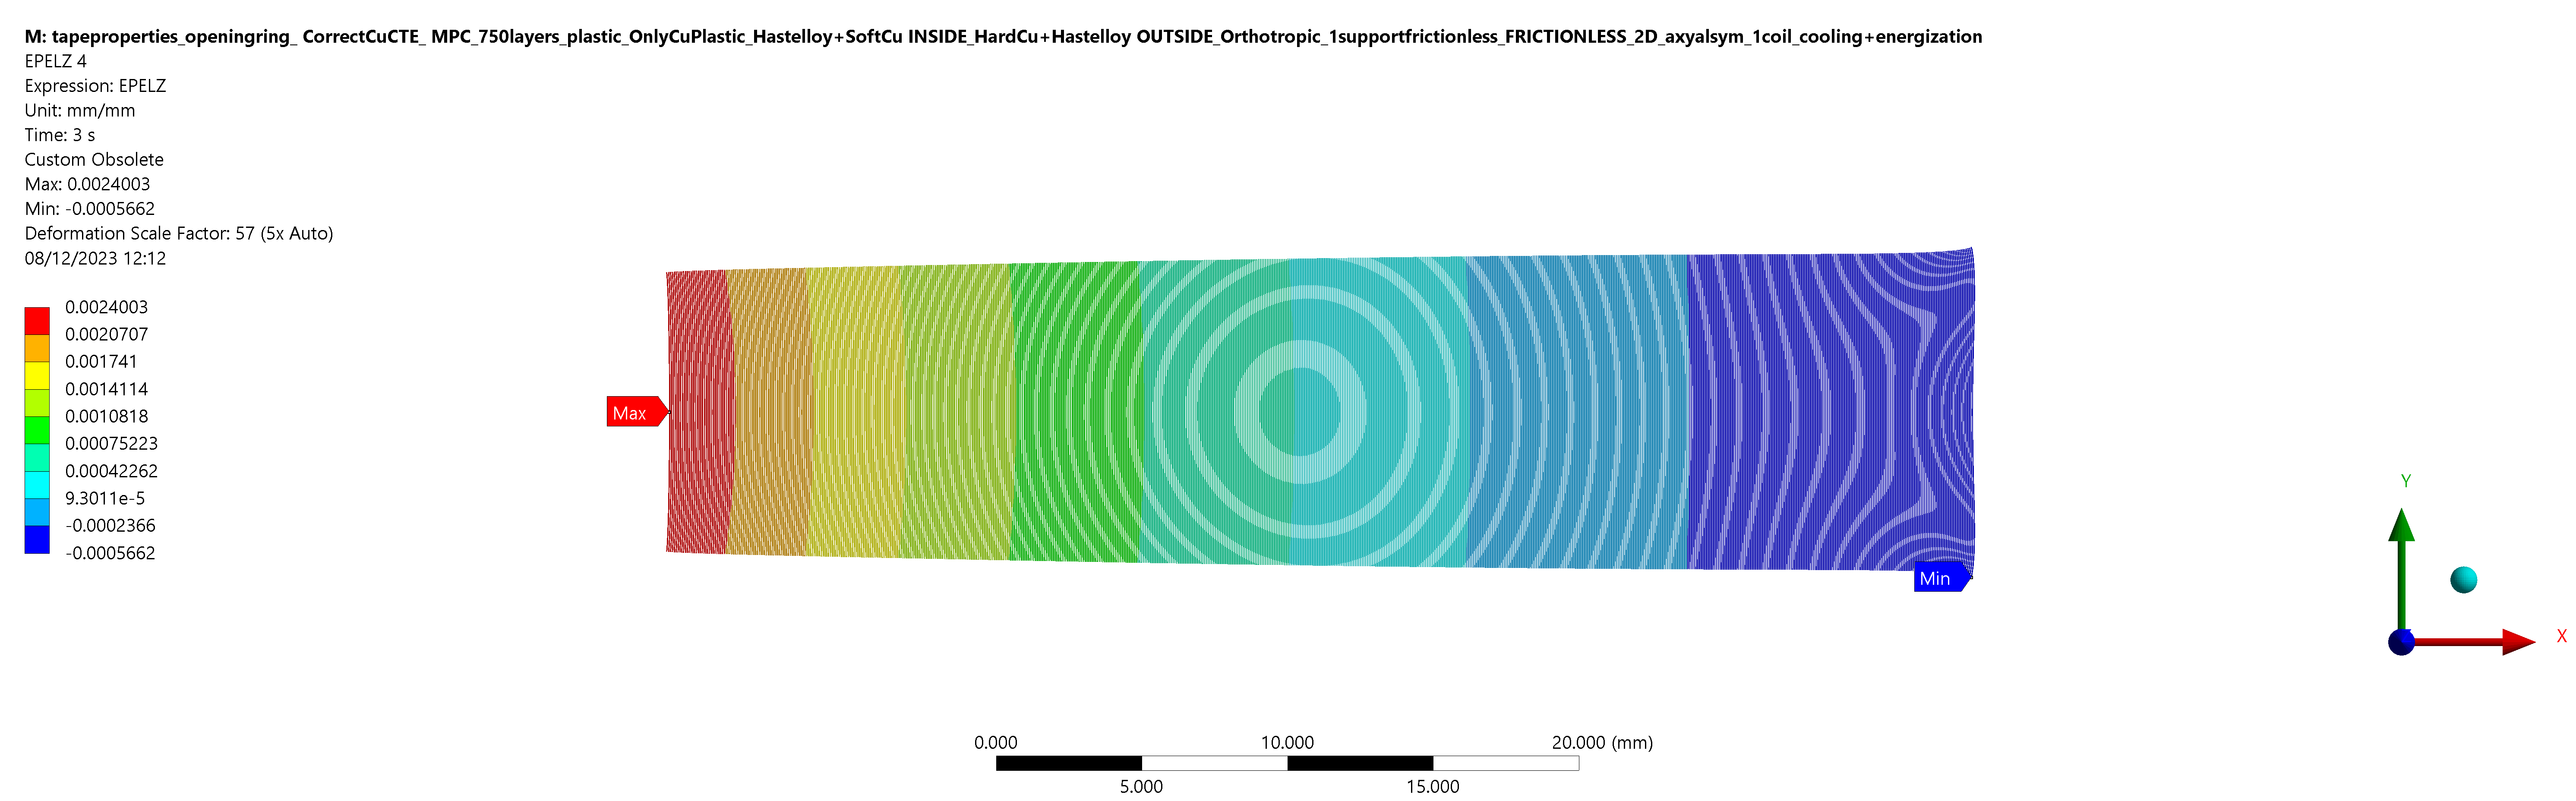 M: tapeproperties_openingring_ CorrectCuCTE_ MPC_750layers_plastic_OnlyCuPlastic_Hastelloy+SoftCu INSIDE_HardCu+Hastelloy OUTSIDE_Orthotropic_1supportfrictionless_FRICTIONLESS_2D_axyalsym_1coil_cooling+energization
EPELZ 4
Expression: EPELZ
Unit: mm/mm
Time: 3 s
Custom Obsolete
Max: 0.0024003
Min: -0.0005662
Deformation Scale Factor: 57 (5x Auto)
08/12/2023 12:12
0.0024003
0.0020707
0.001741
0.0014114
0.0010818
0.00075223
0.00042262
9.3011e-5
-0.0002366
-0.0005662
Max
Min
Y
X
0.000 10.000 20.000 (mm)
5.000 15.000